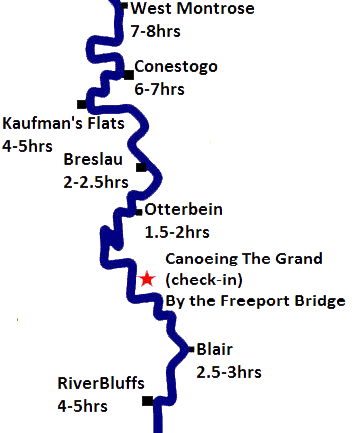 West Montrose
7-8hrs
Conestogo
6-7hrs
Kaufman's Flats
4-5hrs
Breslau
2-2.5hrs
Otterbein
1.5-2hrs
Canoeing The Grand
(check-in)
By the Freeport Bridge
Blair
2.5-3hrs
RiverBluffs
4-5hrs